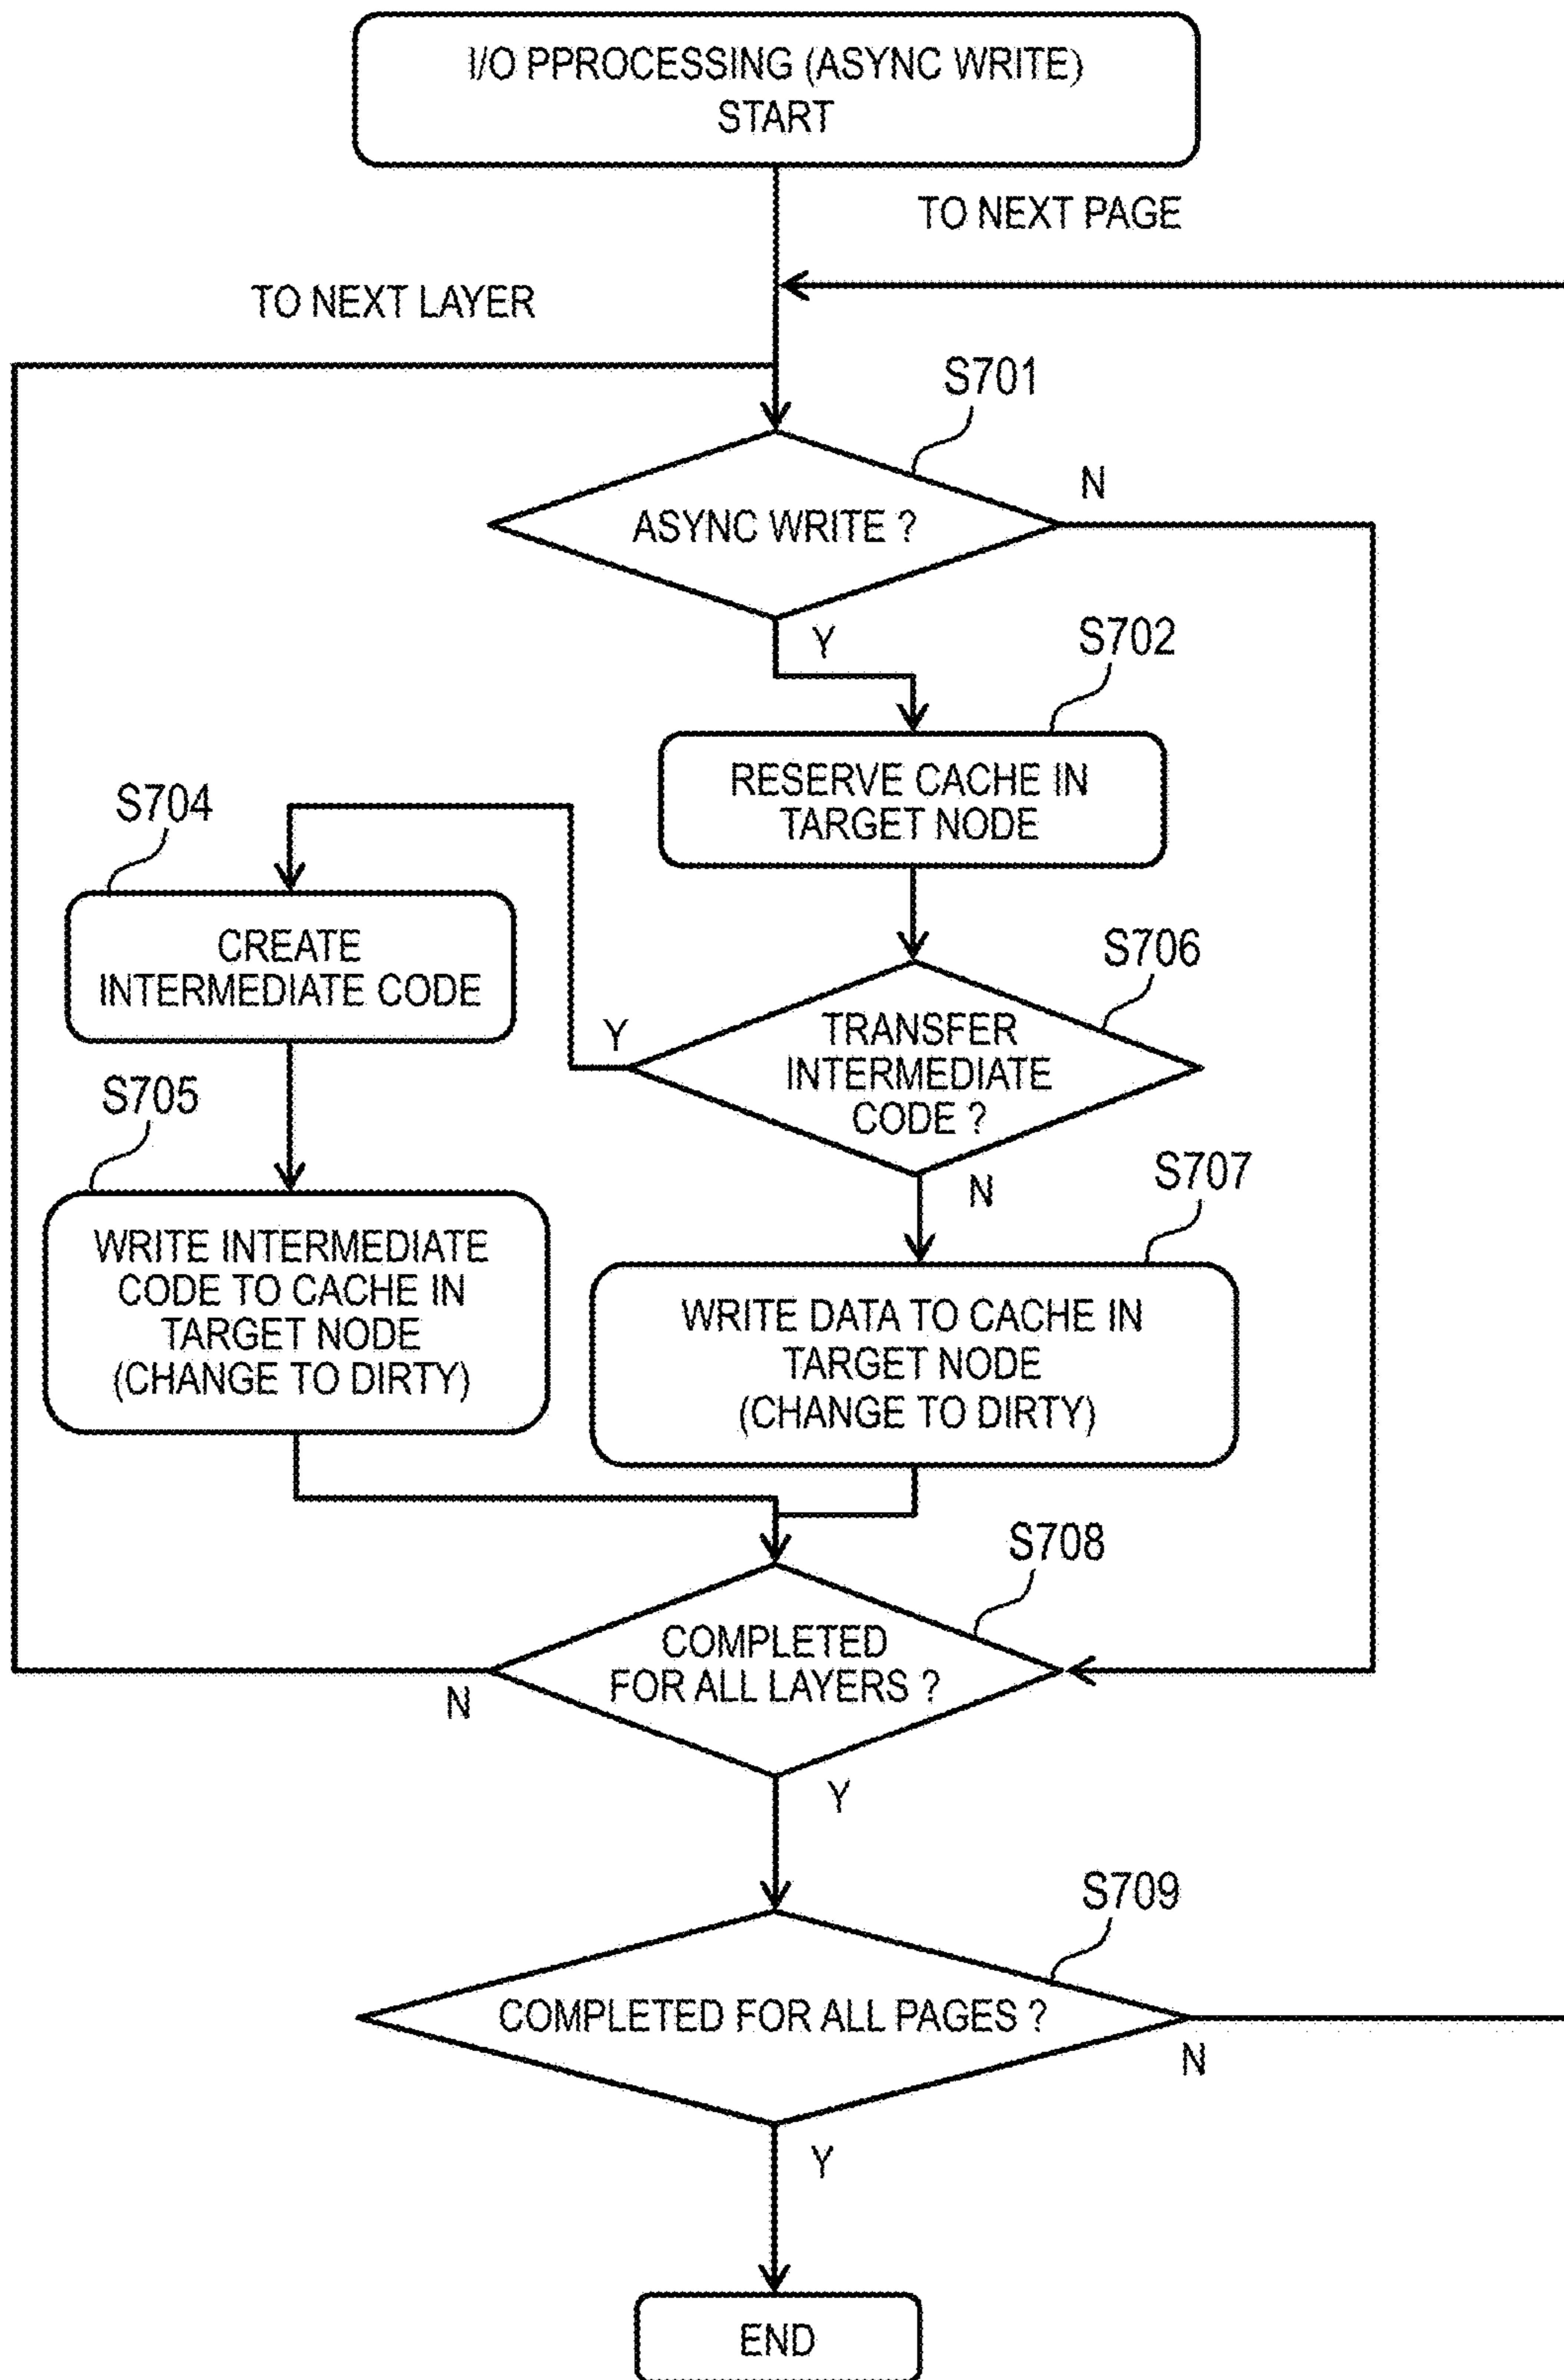 I/O PPROCESSING (ASYNC WRITE)
START
TO NEXT PAGE
TO NEXT LAYER
S701
ASYNC WRITE ?
N
Y
S702
RESERVE CACHE IN
TARGET NODE
S704
CREATE
INTERMEDIATE CODE
S706
TRANSFER
INTERMEDIATE
CODE ?
Y
N
S705
WRITE INTERMEDIATE
CODE TO CACHE IN
TARGET NODE
(CHANGE TO DIRTY)
S707
WRITE DATA TO CACHE IN
TARGET NODE
(CHANGE TO DIRTY)
S708
COMPLETED
FOR ALL LAYERS ?
N
Y
S709
COMPLETED FOR ALL PAGES ?
N
Y
END